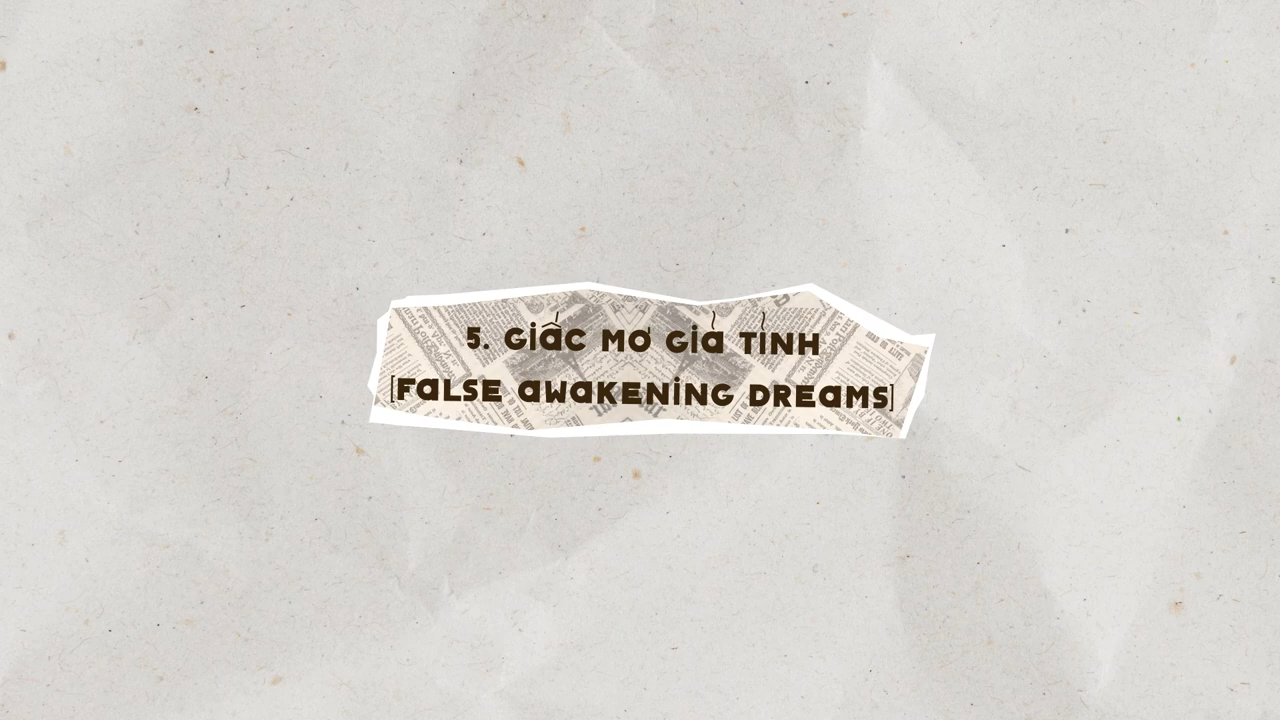 5. Giấc mơ giả tỉnh
[False awakening dreams]